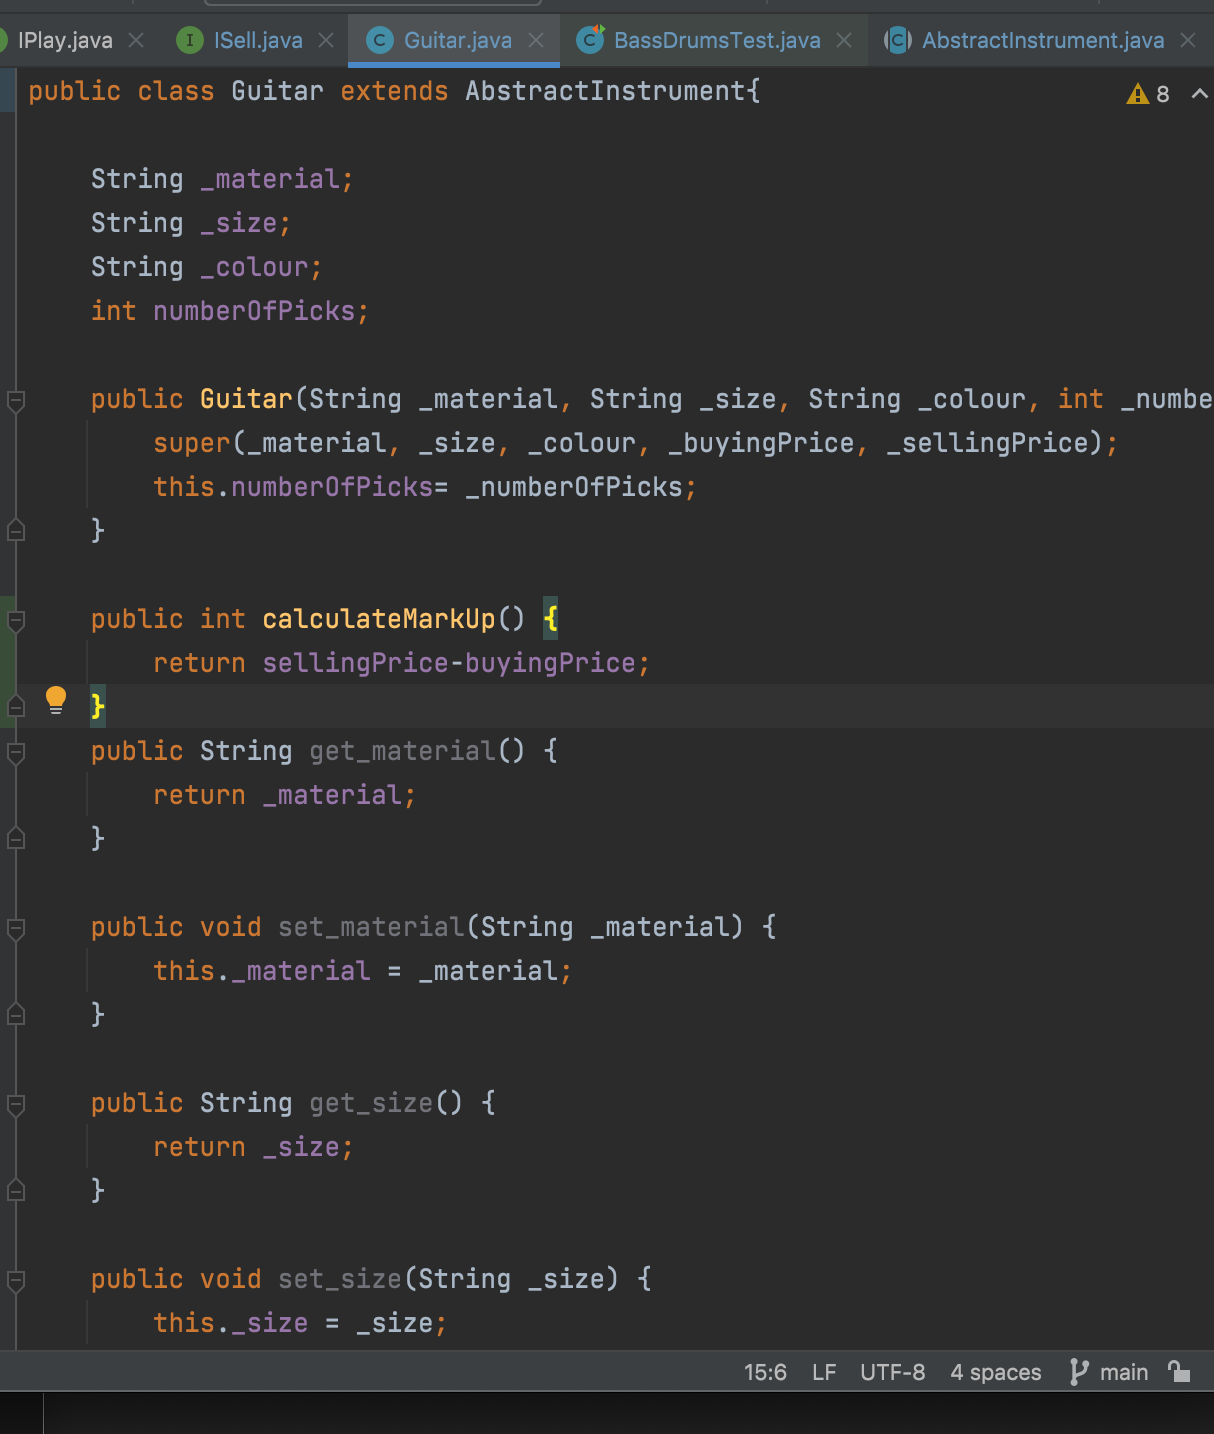 IPlay.java ISell.java Guitar.java BassDrumsTest.java AbstractInstrument.java
public class Guitar extends AbstractInstrument{
8
String _material;
String _size;
String _colour;
int numberOfPicks;
public Guitar(String _material, String _size, String _colour, int _numbe
super(_material, _size, _colour, _buyingPrice, _sellingPrice);
this.numberOfPicks= _numberOfPicks;
}
public int calculateMarkUp() {
return sellingPrice-buyingPrice;
}
public String get_material() {
return _material;
}
public void set_material(String _material) {
this._material = _material;
}
public String get_size() {
return _size;
}
public void set_size(String _size) {
this._size = _size;
15:6 LF UTF-8 4 spaces main